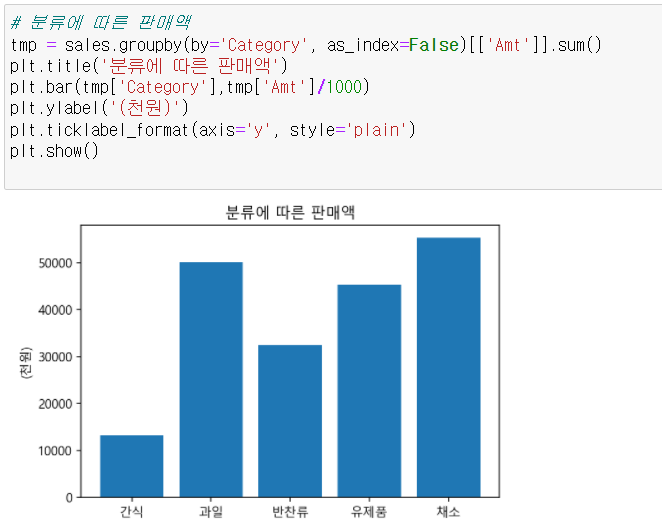 # 분류에 따른 판매액
tmp = sales.groupby(by='Category', as_index=False)[['Amt']].sum()
plt.title('분류에 따른 판매액')
plt.bar(tmp['Category'],tmp['Amt']/1000)
plt.ylabel('(천원)')
plt.ticklabel_format(axis='y', style='plain')
plt.show()
분류에 따른 판매액
50000
40000
30000
20000
10000
0
(천원)
간식 과일 반찬류 유제품 채소